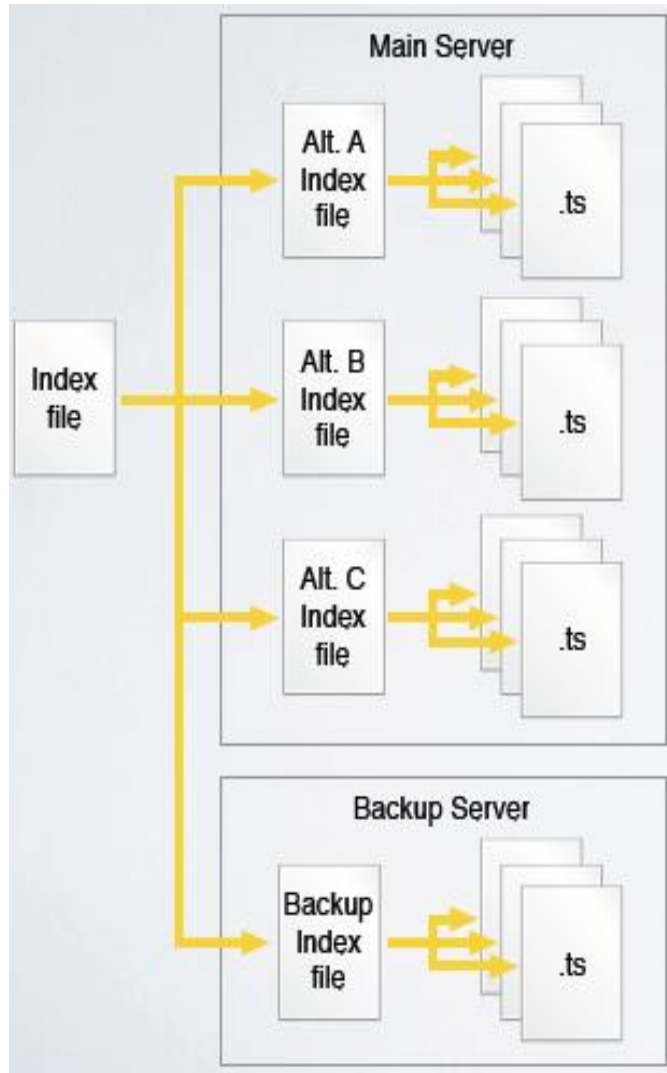 Main Server
Alt. A
Index
file
.ts
Index
file
Alt. B
Index
file
.ts
Alt. C
Index
file
.ts
Backup Server
Backup
Index
file
.ts